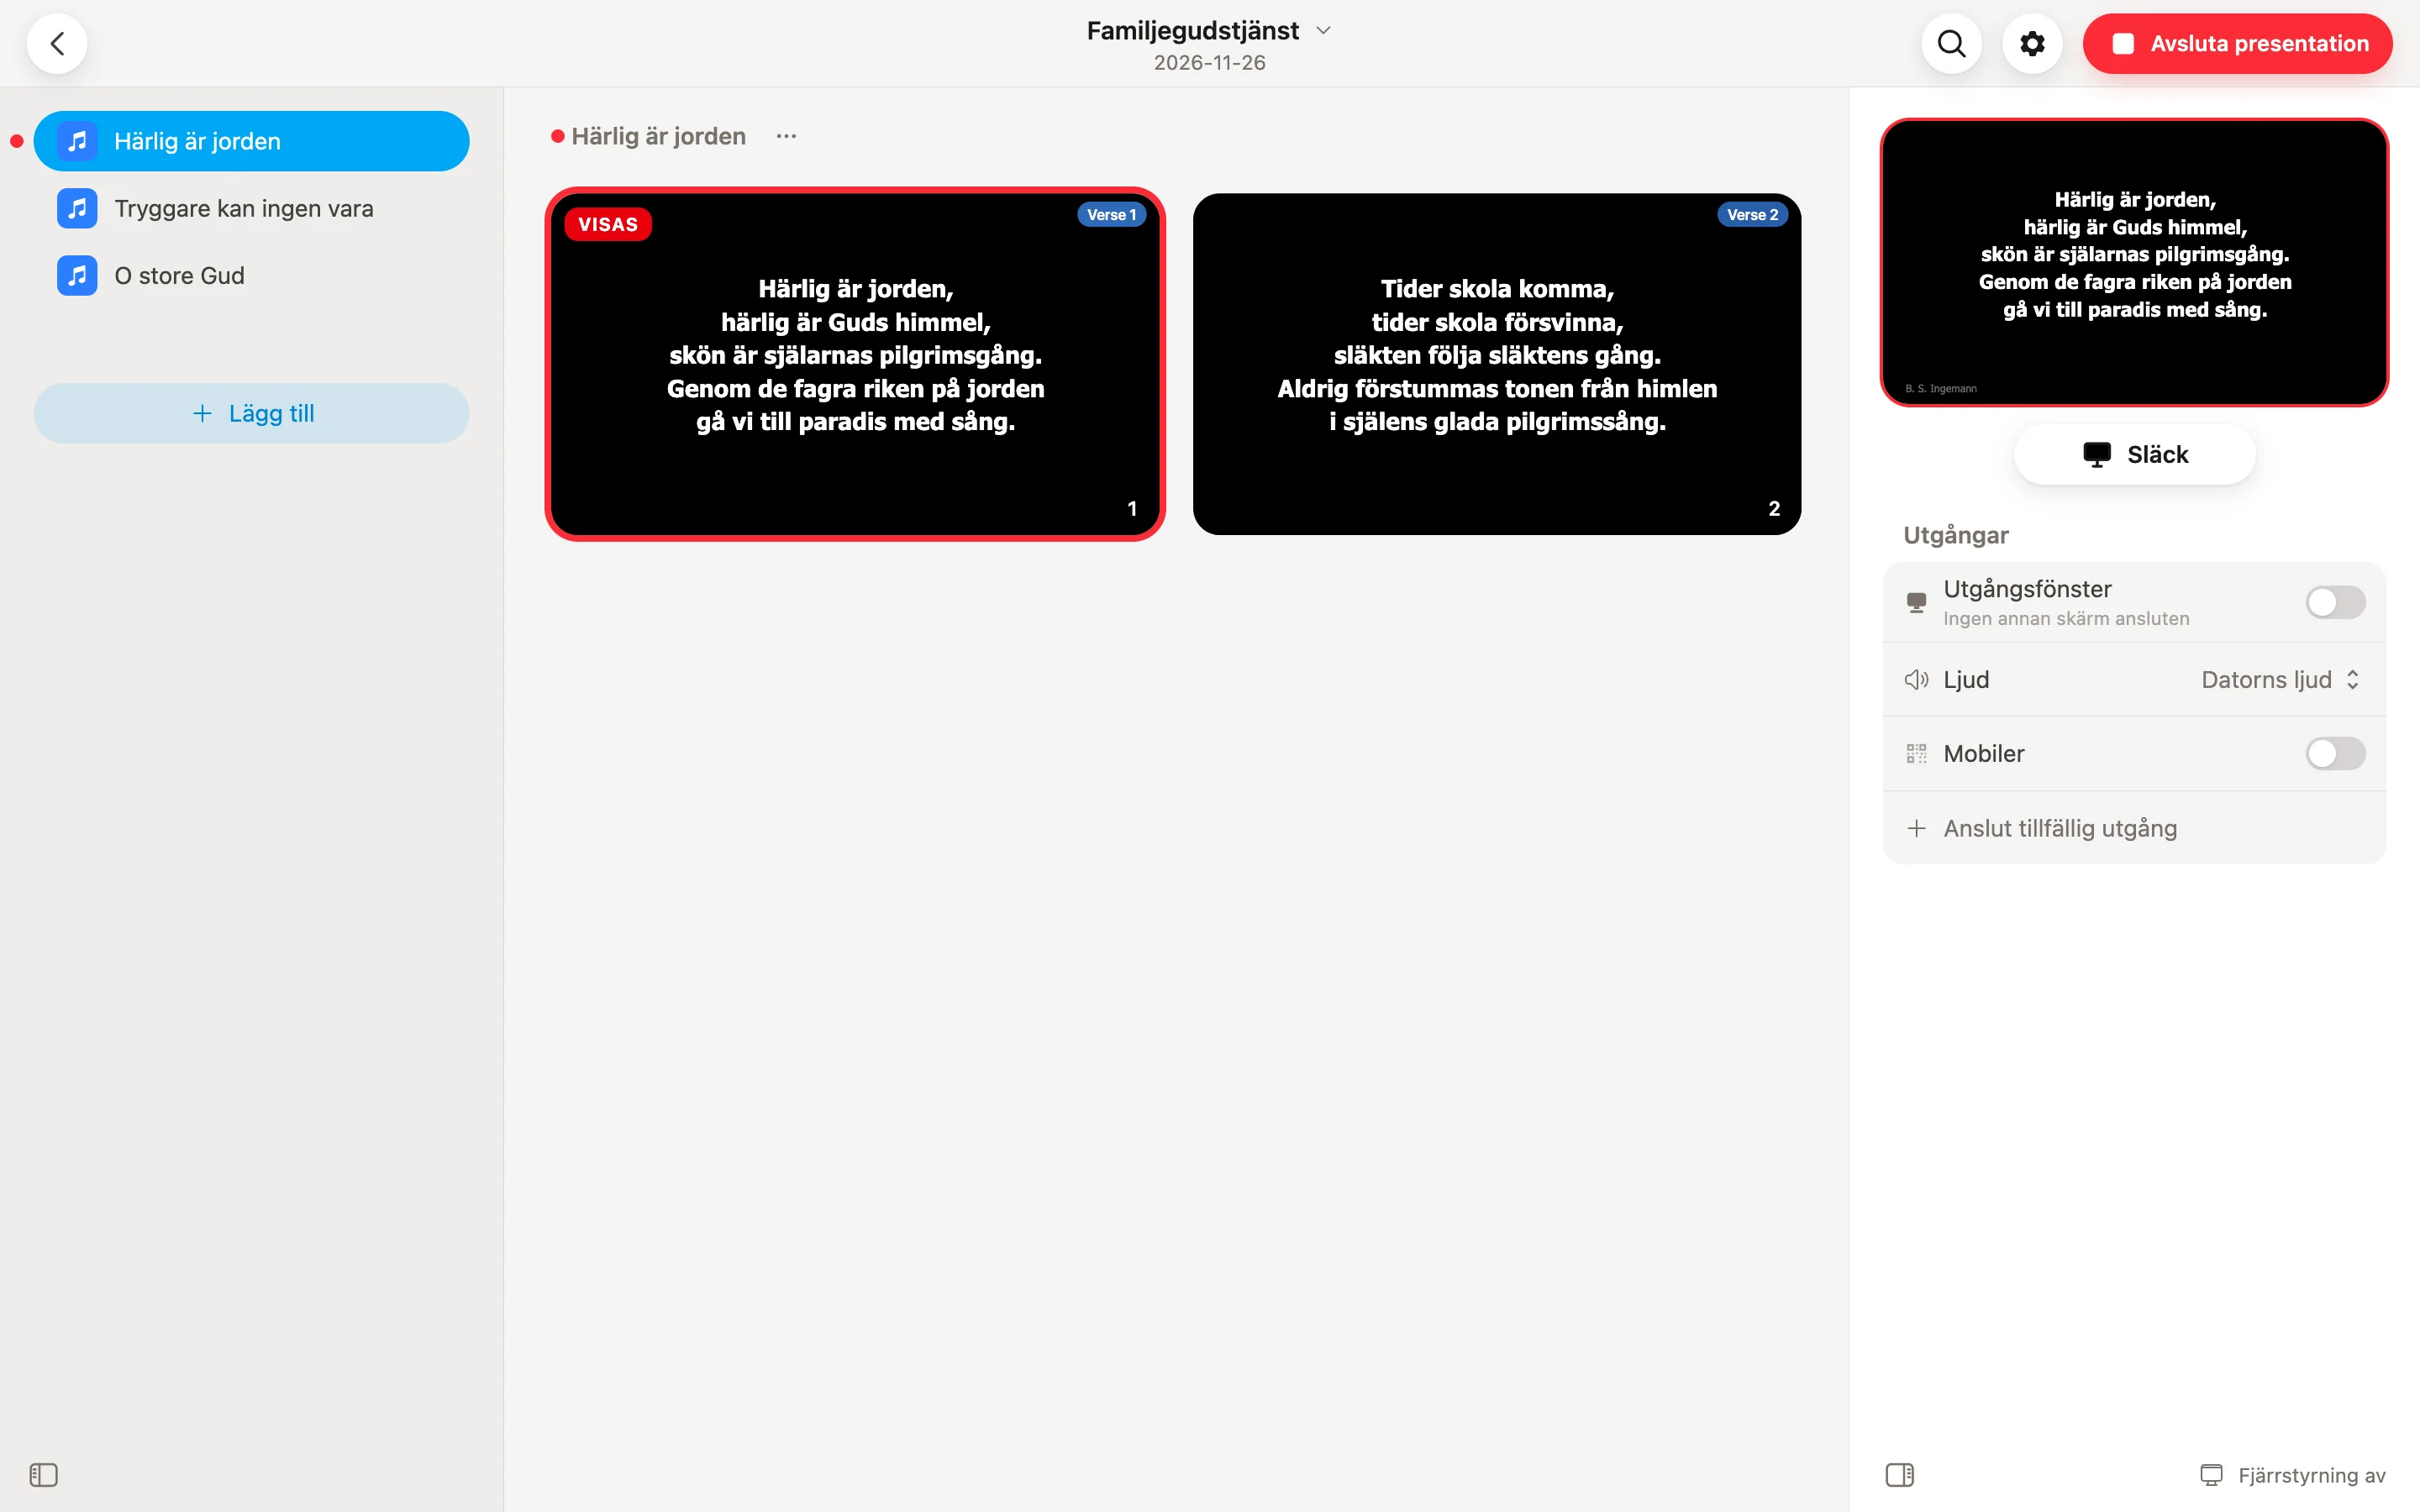 Familjegudstjänst
2026-11-26
Avsluta presentation
Härlig är jorden
Tryggare kan ingen vara
O store Gud
Lägg till
Härlig är jorden
VISAS
Verse 1
Härlig är jorden,
härlig är Guds himmel,
skön är själarnas pilgrimsgång.
Genom de fagra riken på jorden
gå vi till paradis med sång.
1
Verse 2
Tider skola komma,
tider skola försvinna,
släkten följa släktens gång.
Aldrig förstummas tonen från himlen
i själens glada pilgrimssång.
2
Härlig är jorden,
härlig är Guds himmel,
skön är själarnas pilgrimsgång.
Genom de fagra riken på jorden
gå vi till paradis med sång.
B. S. Ingemann
Släck
Utgångar
Utgångsfönster
Ingen annan skärm ansluten
Ljud
Datorns ljud
Mobiler
Anslut tillfällig utgång
Fjärrstyrning av